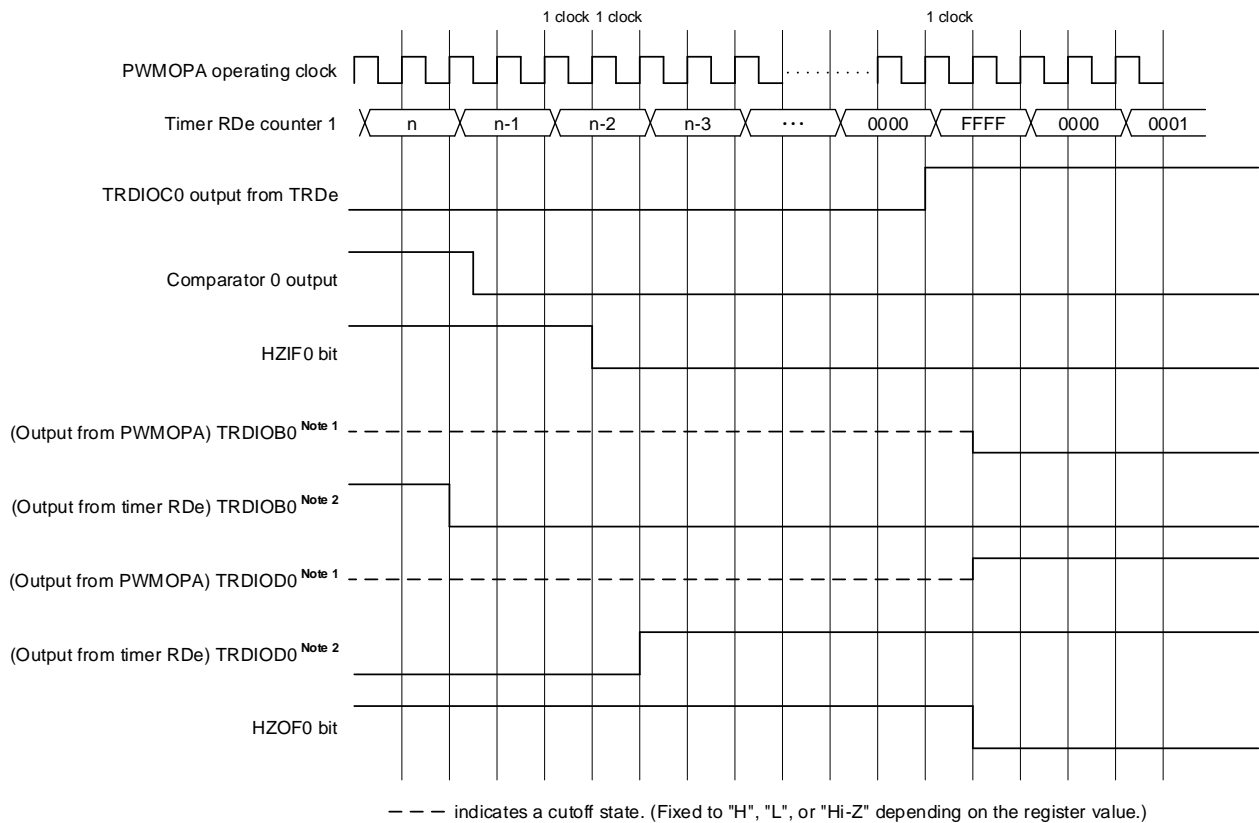 1 clock 1 clock 1 clock
PWMOPA operating clock
Timer RDe counter 1 n n-1 n-2 n-3 ··· 0000 FFFF 0000 0001
TRDIOC0 output from TRDe
Comparator 0 output
HZIF0 bit
(Output from PWMOPA) TRDIOB0 Note 1
(Output from timer RDe) TRDIOB0 Note 2
(Output from PWMOPA) TRDIOD0 Note 1
(Output from timer RDe) TRDIOD0 Note 2
HZOF0 bit
indicates a cutoff state. (Fixed to "H", "L", or "Hi-Z" depending on the register value.)